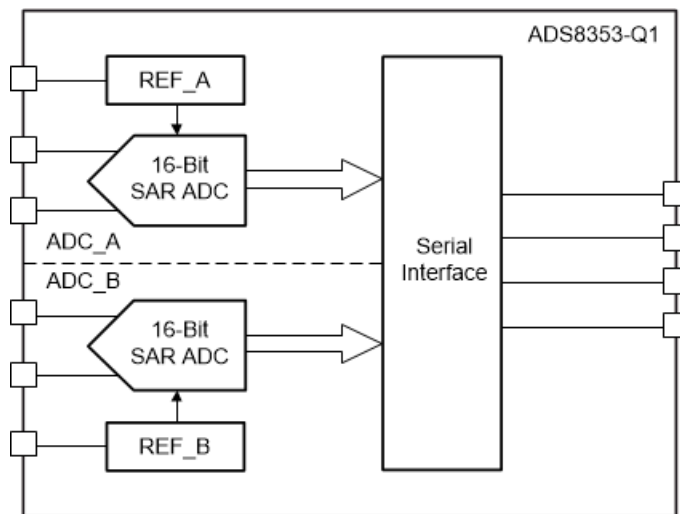 ADS8353-Q1
REF_A
16-Bit
SAR ADC
ADC_A
Serial
Interface
ADC_B
16-Bit
SAR ADC
REF_B